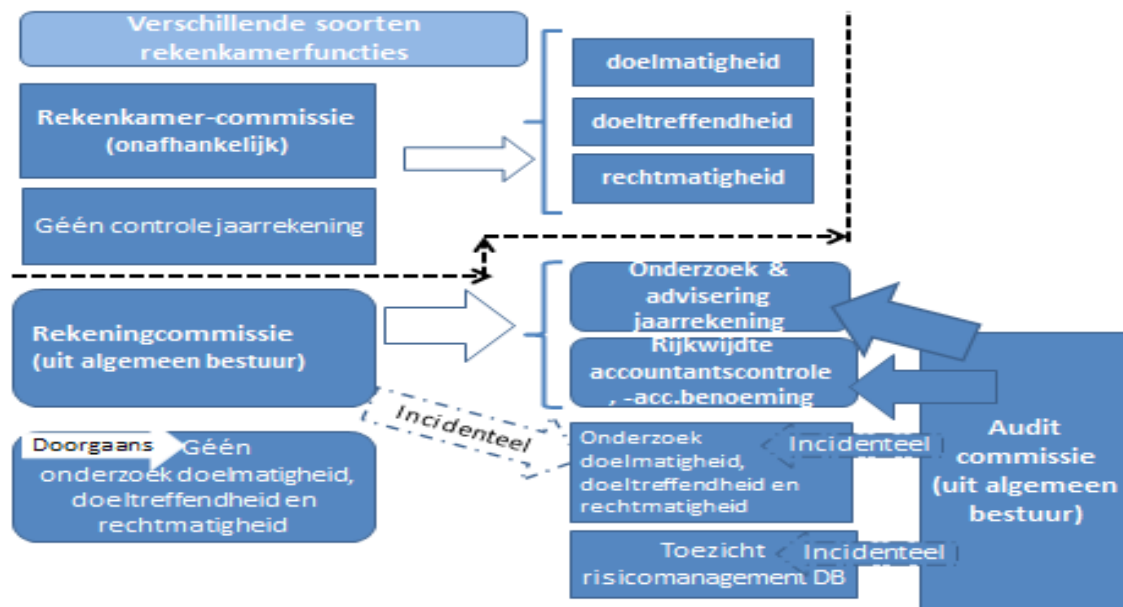 Verschillende soorten
rekenkamerfuncties
Rekenkamer-commissie
(onafhankelijk)
Géén controle jaarrekening
doelmatigheid
doeltreffendheid
rechtmatigheid
Rekeningcommissie
(uit algemeen bestuur)
Onderzoek &
advisering
jaarrekening
Rijkwijdte
accountantscontrole
, -acc.benoeming
Incidenteel
Doorgaans
Géén
onderzoek doelmatigheid,
doeltreffendheid en
rechtmatigheid
Onderzoek
doelmatigheid,
doeltreffendheid en
rechtmatigheid
Incidenteel
Toezicht
risicomanagement DB
Incidenteel
Audit
commissie
(uit algemeen
bestuur)